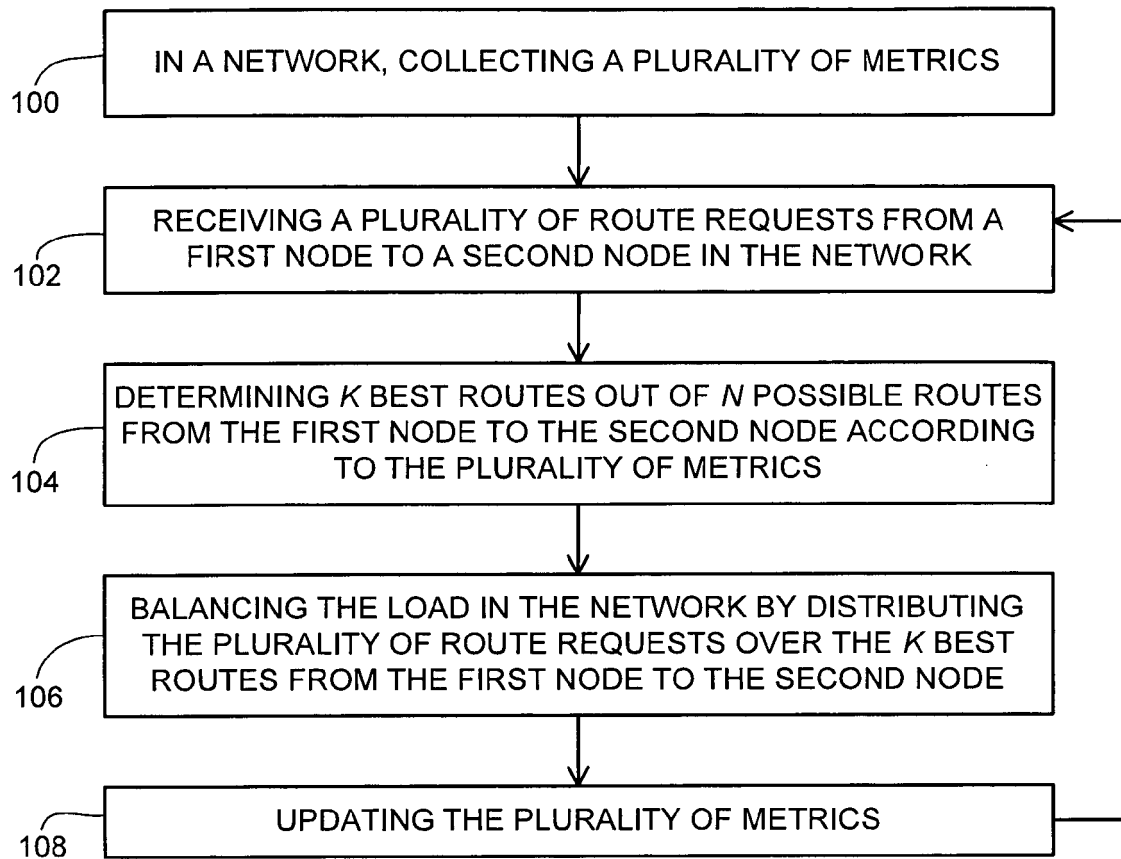 IN A NETWORK, COLLECTING A PLURALITY OF METRICS
100
RECEIVING A PLURALITY OF ROUTE REQUESTS FROM A
FIRST NODE TO A SECOND NODE IN THE NETWORK
102
DETERMINING K BEST ROUTES OUT OF N POSSIBLE ROUTES
FROM THE FIRST NODE TO THE SECOND NODE ACCORDING
TO THE PLURALITY OF METRICS
104
BALANCING THE LOAD IN THE NETWORK BY DISTRIBUTING
THE PLURALITY OF ROUTE REQUESTS OVER THE K BEST
ROUTES FROM THE FIRST NODE TO THE SECOND NODE
106
UPDATING THE PLURALITY OF METRICS
108